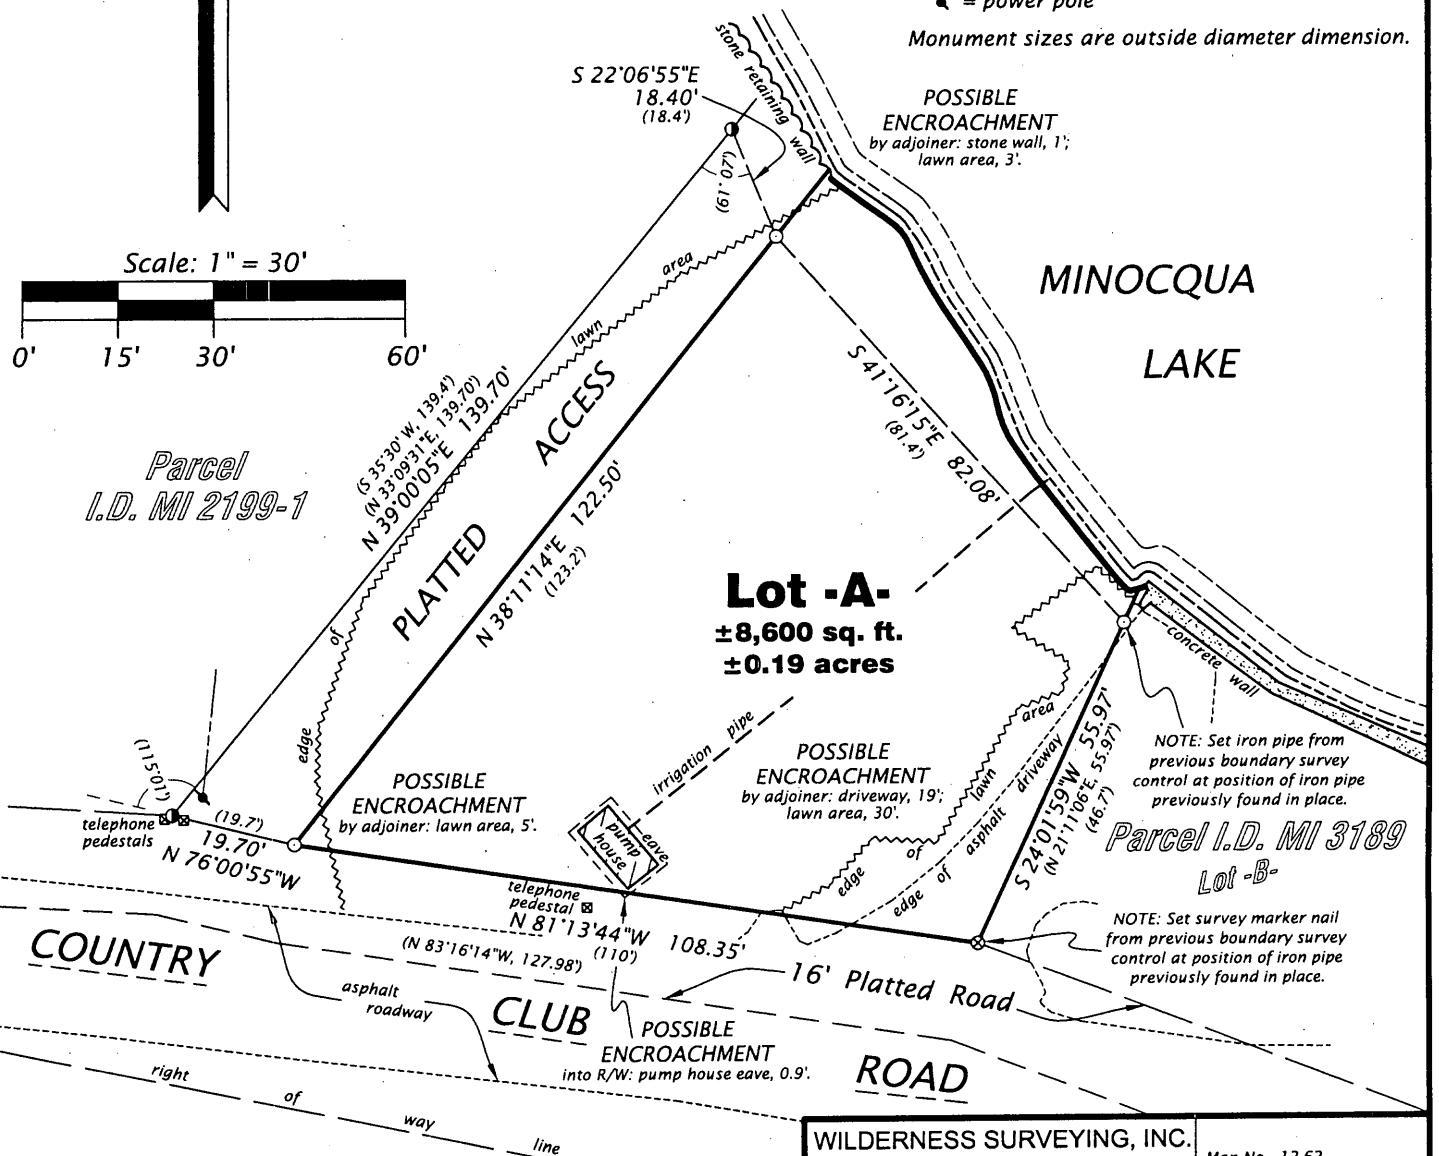 = power pole
Monument sizes are outside diameter dimension.
S 22°06'55"E
18.40'
(18.4')
stone retaining wall
POSSIBLE
ENCROACHMENT
by adjoiner: stone wall, 1';
lawn area, 3'.
(61°07')
Scale: 1" = 30'
0' 15' 30' 60'
MINOCQUA
LAKE
edge of lawn area
(S 35°30' W, 139.4')
(N 33°09'31"E, 139.70')
N 39°00'05"E 139.70'
PLATTED ACCESS
N 38°11'14"E 122.50'
(123.2')
S 41°16'15"E 82.08'
(81.4')
Parcel
I.D. MI 2199-1
Lot -A-
±8,600 sq. ft.
±0.19 acres
concrete wall
irrigation pipe
pump
house
eave
POSSIBLE
ENCROACHMENT
by adjoiner: driveway, 19';
lawn area, 30'.
edge of lawn area
edge of asphalt driveway
S 24°01'59"W 55.97'
(N 21°11'06"E, 55.97')
(46.7')
NOTE: Set iron pipe from
previous boundary survey
control at position of iron pipe
previously found in place.
Parcel I.D. MI 3189
Lot -B-
NOTE: Set survey marker nail
from previous boundary survey
control at position of iron pipe
previously found in place.
(115°01')
telephone
pedestals
(19.7')
19.70'
N 76°00'55"W
POSSIBLE
ENCROACHMENT
by adjoiner: lawn area, 5'.
telephone
pedestal
N 81°13'44"W 108.35'
(110')
(N 83°16'14"W, 127.98')
16' Platted Road
COUNTRY CLUB ROAD
asphalt
roadway
POSSIBLE
ENCROACHMENT
into R/W: pump house eave, 0.9'.
right of way line
WILDERNESS SURVEYING, INC.
Map No. 12-62